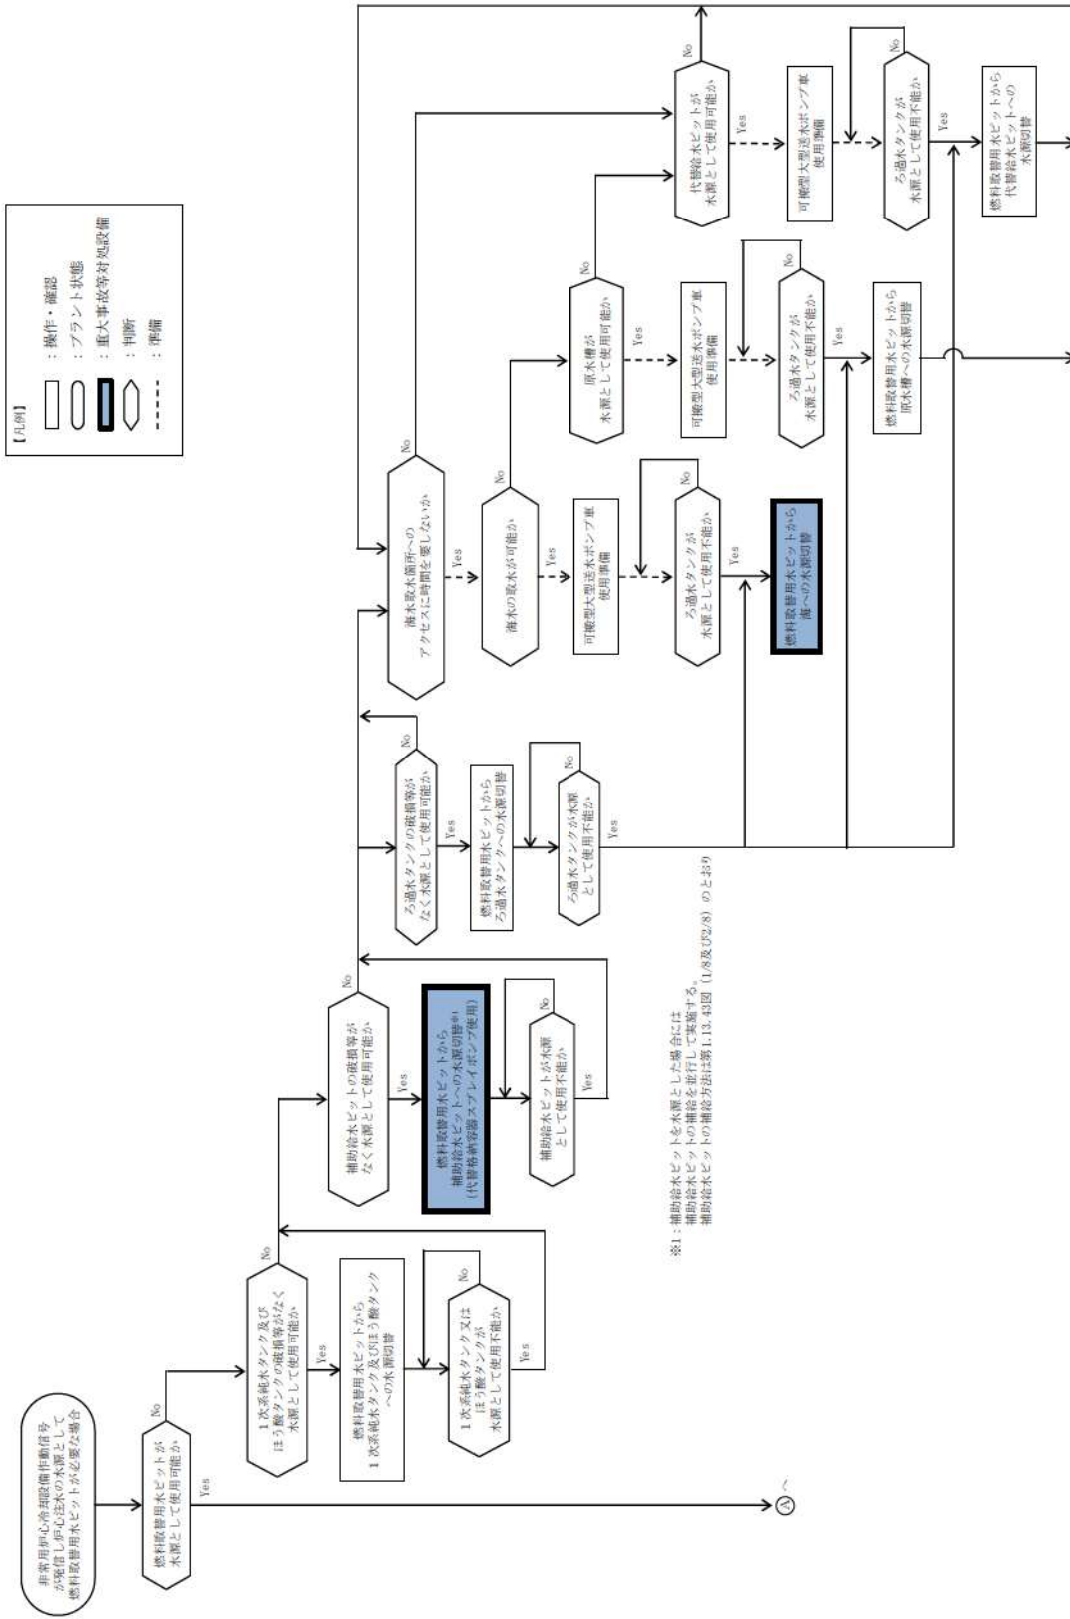 【凡例】
：操作・確認
：プラント状態
：重大事故等対処設備
：判断
：準備
非常用炉心冷却設備作動信号
が発信し炉心注水の水源として
燃料取替用水ピットが必要な場合
燃料取替用水ピットが
水源として使用可能か
No
Yes
Ⓐへ
1次系純水タンク及び
ほう酸タンクの破損等がなく
水源として使用可能か
No
Yes
燃料取替用水ピットから
1次系純水タンク及びほう酸タンク
への水源切替
1次系純水タンク又は
ほう酸タンクが
水源として使用不能か
No
Yes
補助給水ピットの破損等が
なく水源として使用可能か
No
Yes
燃料取替用水ピットから
補助給水ピットへの水源切替※1
(代替格納容器スプレイポンプ使用)
補助給水ピットが水源
として使用不能か
No
Yes
ろ過水タンクの破損等が
なく水源として使用可能か
No
Yes
燃料取替用水ピットから
ろ過水タンクへの水源切替
ろ過水タンクが水源
として使用不能か
No
Yes
海水取水箇所への
アクセスに時間を要しないか
No
Yes
海水の取水が可能か
No
Yes
可搬型大型送水ポンプ車
使用準備
ろ過水タンクが
水源として使用不能か
No
Yes
燃料取替用水ピットから
海への水源切替
原水槽が
水源として使用可能か
No
Yes
可搬型大型送水ポンプ車
使用準備
ろ過水タンクが
水源として使用不能か
No
Yes
燃料取替用水ピットから
原水槽への水源切替
代替給水ピットが
水源として使用可能か
No
Yes
可搬型大型送水ポンプ車
使用準備
ろ過水タンクが
水源として使用不能か
No
Yes
燃料取替用水ピットから
代替給水ピットへの
水源切替
※1：補助給水ピットを水源とした場合には
補助給水ピットの補給を並行して実施する。
補助給水ピットの補給方法は第1.13.43図（1/8及び2/8）のとおり